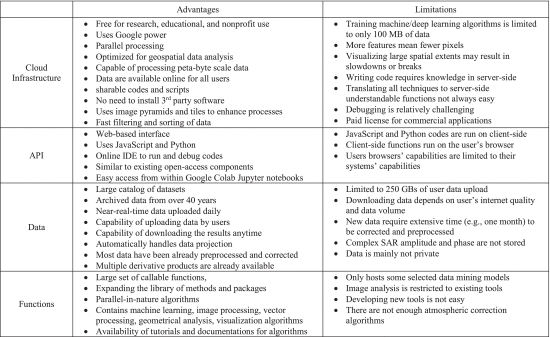 Advantages
Limitations
Cloud
Infrastructure
• Free for research, educational, and nonprofit use
• Uses Google power
• Parallel processing
• Optimized for geospatial data analysis
• Capable of processing peta-byte scale data
• Data are available online for all users
• sharable codes and scripts
• No need to install 3rd party software
• Uses image pyramids and tiles to enhance processes
• Fast filtering and sorting of data
• Training machine/deep learning algorithms is limited
to only 100 MB of data
• More features mean fewer pixels
• Visualizing large spatial extents may result in
slowdowns or breaks
• Writing code requires knowledge in server-side
• Translating all techniques to server-side
understandable functions not always easy
• Debugging is relatively challenging
• Paid license for commercial applications
API
• Web-based interface
• Uses JavaScript and Python
• Online IDE to run and debug codes
• Similar to existing open-access components
• Easy access from within Google Colab Jupyter notebooks
• JavaScript and Python codes are run on client-side
• Client-side functions run on the user's browser
• Users browsers' capabilities are limited to their
systems' capabilities
Data
• Large catalog of datasets
• Archived data from over 40 years
• Near-real-time data uploaded daily
• Capability of uploading data by users
• Capability of downloading the results anytime
• Automatically handles data projection
• Most data have been already preprocessed and corrected
• Multiple derivative products are already available
• Limited to 250 GBs of user data upload
• Downloading data depends on user's internet quality
and data volume
• New data require extensive time (e.g., one month) to
be corrected and preprocessed
• Complex SAR amplitude and phase are not stored
• Data is mainly not private
Functions
• Large set of callable functions,
• Expanding the library of methods and packages
• Parallel-in-nature algorithms
• Contains machine learning, image processing, vector
processing, geometrical analysis, visualization algorithms
• Availability of tutorials and documentations for algorithms
• Only hosts some selected data mining models
• Image analysis is restricted to existing tools
• Developing new tools is not easy
• There are not enough atmospheric correction
algorithms